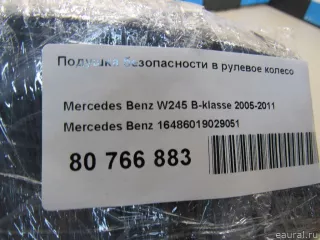 Подушка безопасности в рулевое колесо
Mercedes Benz W245 B-klasse 2005-2011
Mercedes Benz 16486019029051
80 766 883
eaural.ru